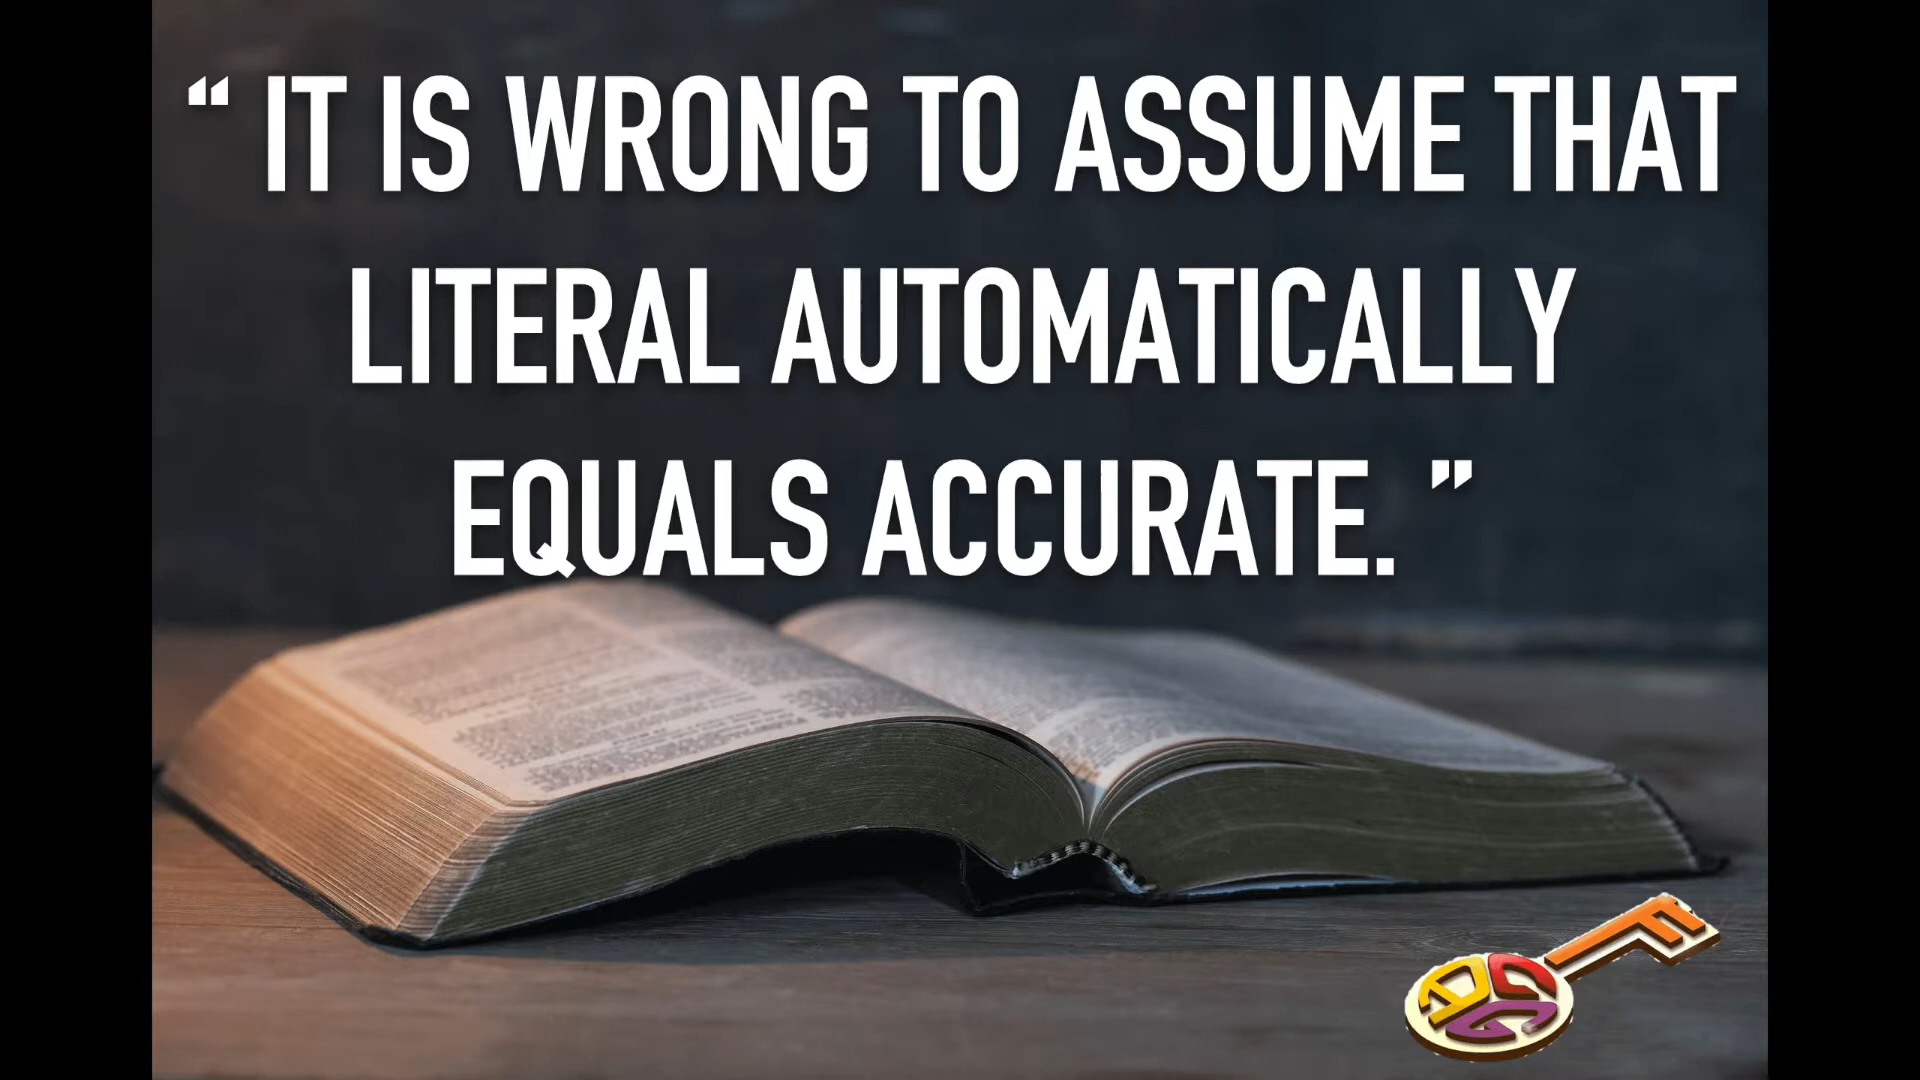 “ IT IS WRONG TO ASSUME THAT
LITERAL AUTOMATICALLY
EQUALS ACCURATE. ”